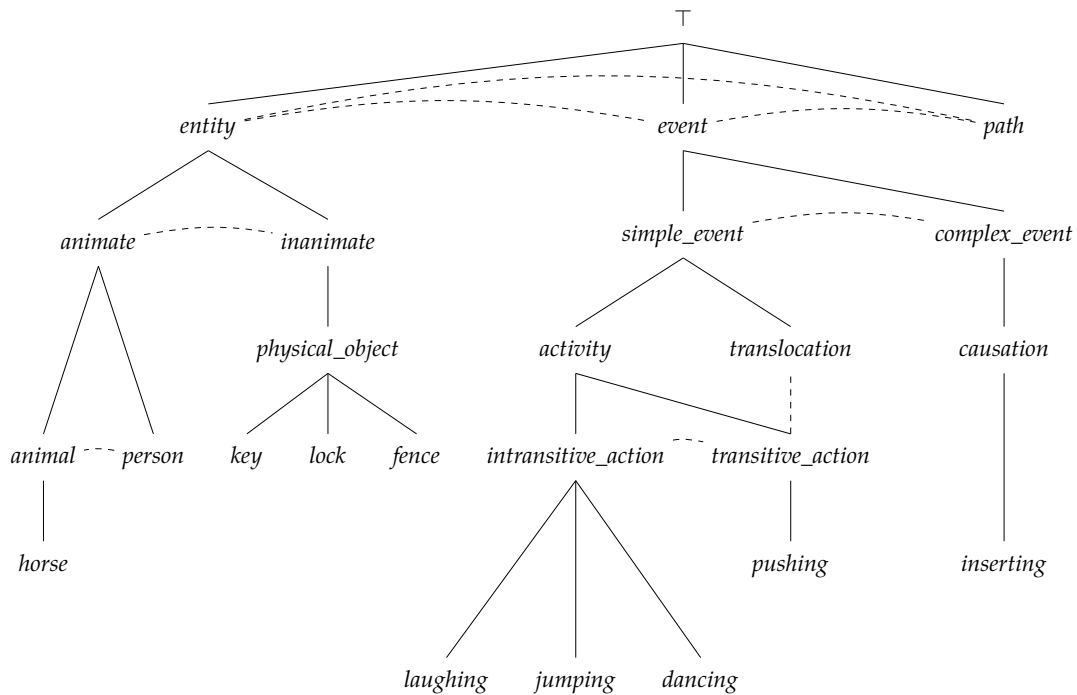 ⊤
entity event path
animate inanimate simple_event complex_event
physical_object activity translocation causation
animal person key lock fence intransitive_action transitive_action
horse pushing inserting
laughing jumping dancing